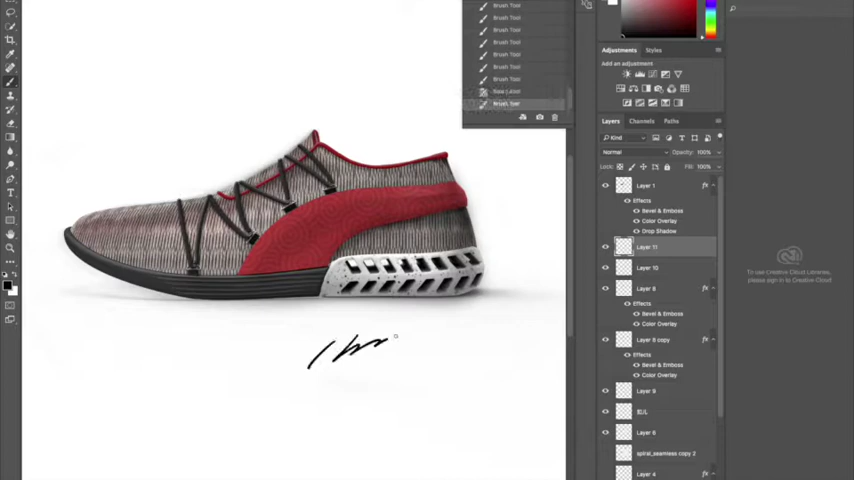 Brush Tool
Brush Tool
Brush Tool
Brush Tool
Brush Tool
Brush Tool
Brush Tool
Brush Tool
Adjustments
Styles
Add an adjustment
Layers
Channels
Paths
Kind
Normal
Opacity: 100%
Lock:
Fill: 100%
Layer 1
fx
Effects
Bevel & Emboss
Color Overlay
Drop Shadow
Layer 11
Layer 10
Layer 8
fx
Effects
Bevel & Emboss
Color Overlay
Layer 8 copy
fx
Effects
Bevel & Emboss
Color Overlay
Layer 9
Layer 6
spiral_seamless copy 2
Layer 4
To use Creative Cloud Libraries,
please sign in to Creative Cloud